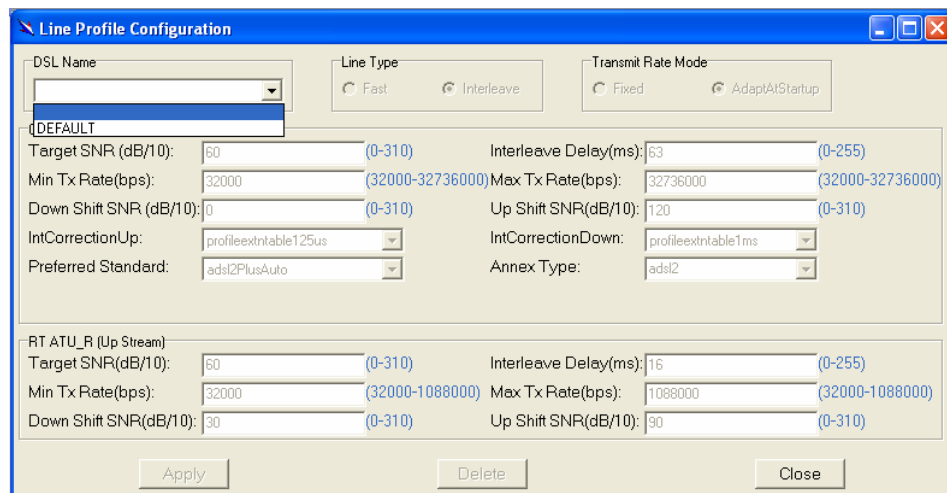 Line Profile Configuration
DSL Name Line Type Transmit Rate Mode
Fast Interleave Fixed AdaptAtStartup
DEFAULT
Target SNR (dB/10): 60 (0-310) Interleave Delay(ms): 63 (0-255)
Min Tx Rate(bps): 32000 (32000-32736000) Max Tx Rate(bps): 32736000 (32000-32736000)
Down Shift SNR (dB/10): 0 (0-310) Up Shift SNR(dB/10): 120 (0-310)
IntCorrectionUp: profileextntable125us IntCorrectionDown: profileextntable1ms
Preferred Standard: adsl2PlusAuto Annex Type: adsl2
RT ATU_R (Up Stream)
Target SNR(dB/10): 60 (0-310) Interleave Delay(ms): 16 (0-255)
Min Tx Rate(bps): 32000 (32000-1088000) Max Tx Rate(bps): 1088000 (32000-1088000)
Down Shift SNR(dB/10): 30 (0-310) Up Shift SNR(dB/10): 90 (0-310)
Apply Delete Close